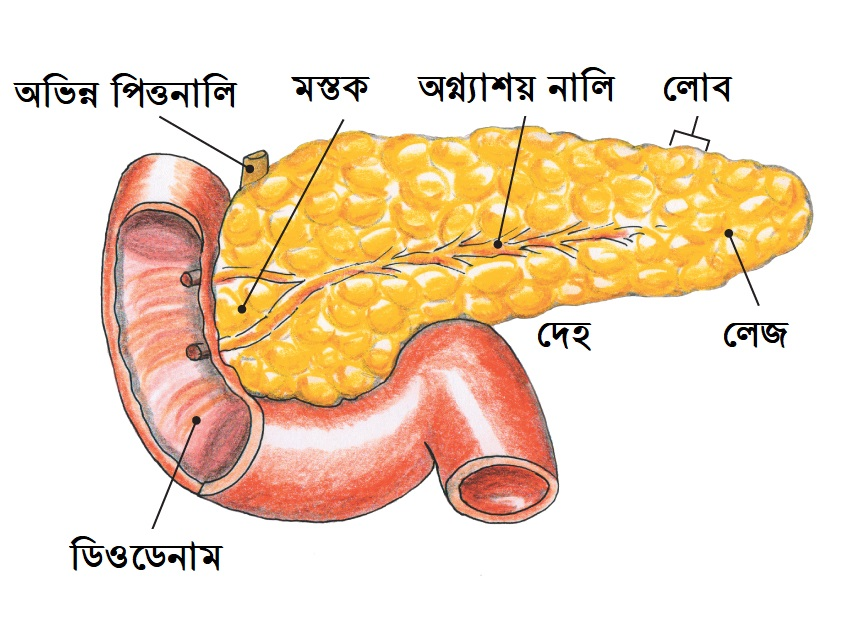 অভিন্ন পিত্তনালি
মস্তক
অগ্ন্যাশয় নালি
লোব
দেহ
লেজ
ডিওডেনাম